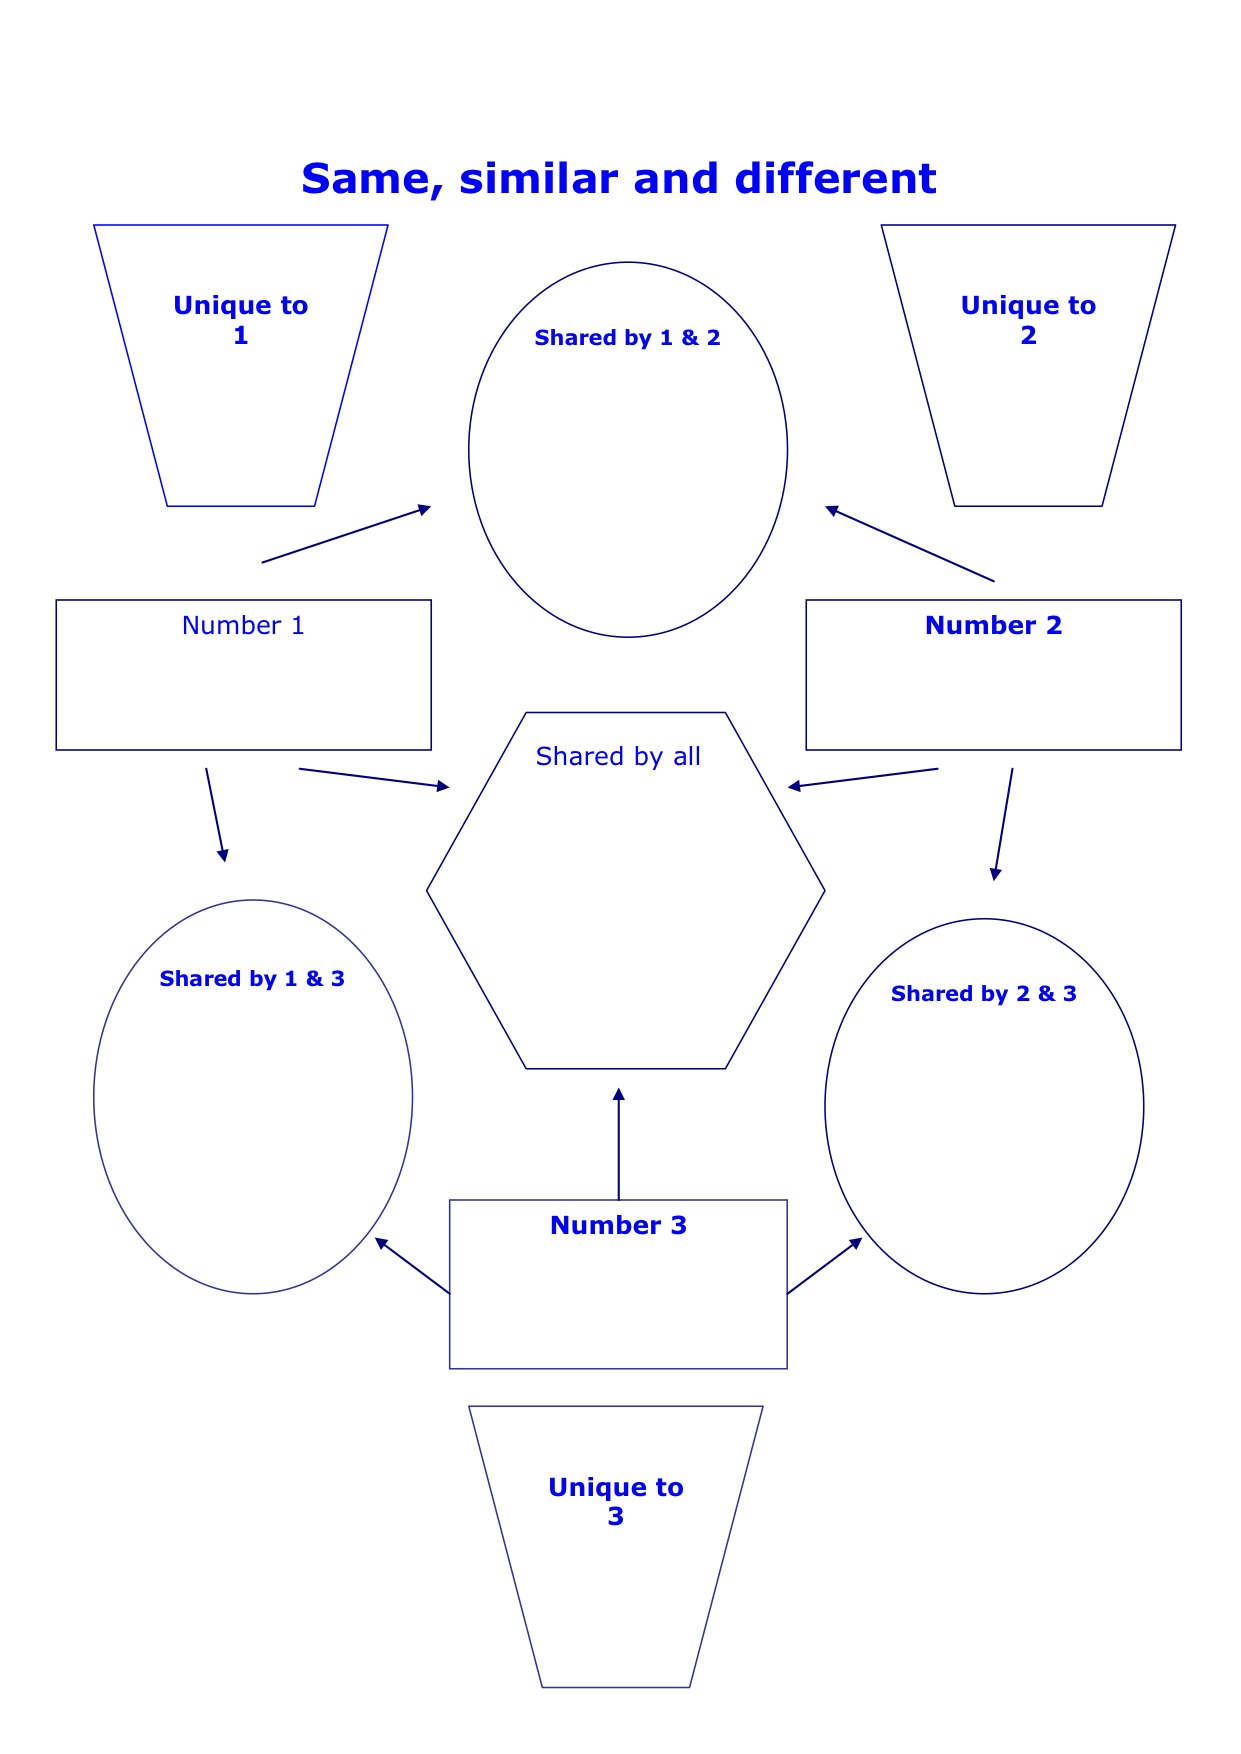 Same, similar and different
Unique to
1
Shared by 1 & 2
Unique to
2
Number 1
Number 2
Shared by all
Shared by 1 & 3
Shared by 2 & 3
Number 3
Unique to
3